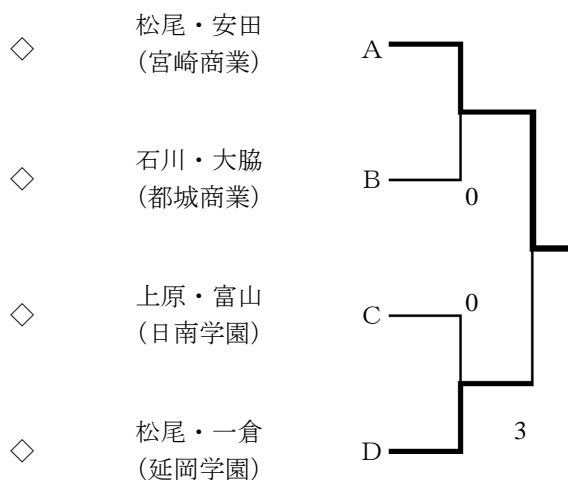 ◇ 松尾・安田 A
(宮崎商業)
◇ 石川・大脇 B
(都城商業) 0
◇ 上原・富山 C 0
(日南学園)
◇ 松尾・一倉 D 3
(延岡学園)